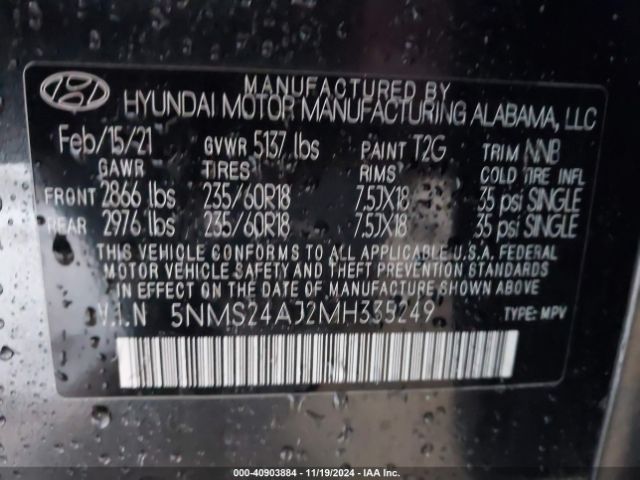 MANUFACTURED BY
HYUNDAI MOTOR MANUFACTURING ALABAMA, LLC
Feb/15/21 GVWR 5137 lbs PAINT T2G TRIM NNB
GAWR TIRES RIMS COLD TIRE INFL
FRONT 2866 lbs 235/60R18 7.5JX18 35 psi SINGLE
REAR 2976 lbs 235/60R18 7.5JX18 35 psi SINGLE
THIS VEHICLE CONFORMS TO ALL APPLICABLE U.S.A. FEDERAL
MOTOR VEHICLE SAFETY AND THEFT PREVENTION STANDARDS
IN EFFECT ON THE DATE OF MANUFACTURE SHOWN ABOVE
V.I.N 5NMS24AJ2MH335249 TYPE: MPV
000-40903884 | 11/19/2024 | IAA Inc.